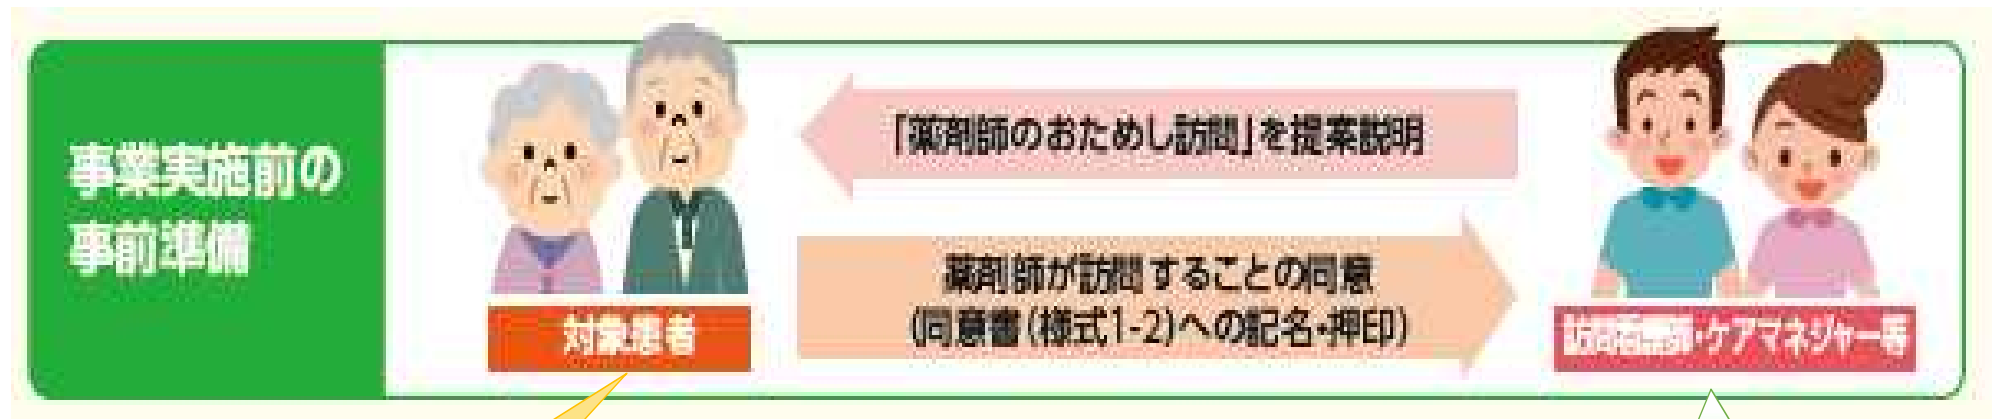 事業実施前の
事前準備
「薬剤師のおためし訪問」を提案説明
薬剤師が訪問することの同意
(同意書(様式1-2)への記名・押印)
対象患者
訪問看護師・ケアマネジャー等